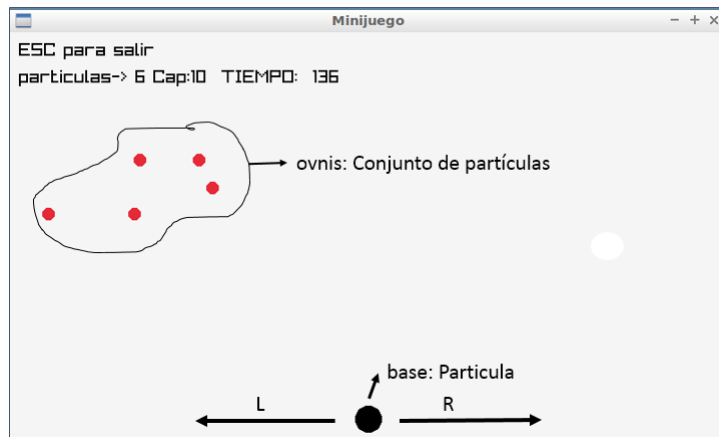 Minijuego
ESC para salir
particulas-> 6 Cap:10 TIEMPO: 136
ovnis: Conjunto de partículas
base: Particula
L
R